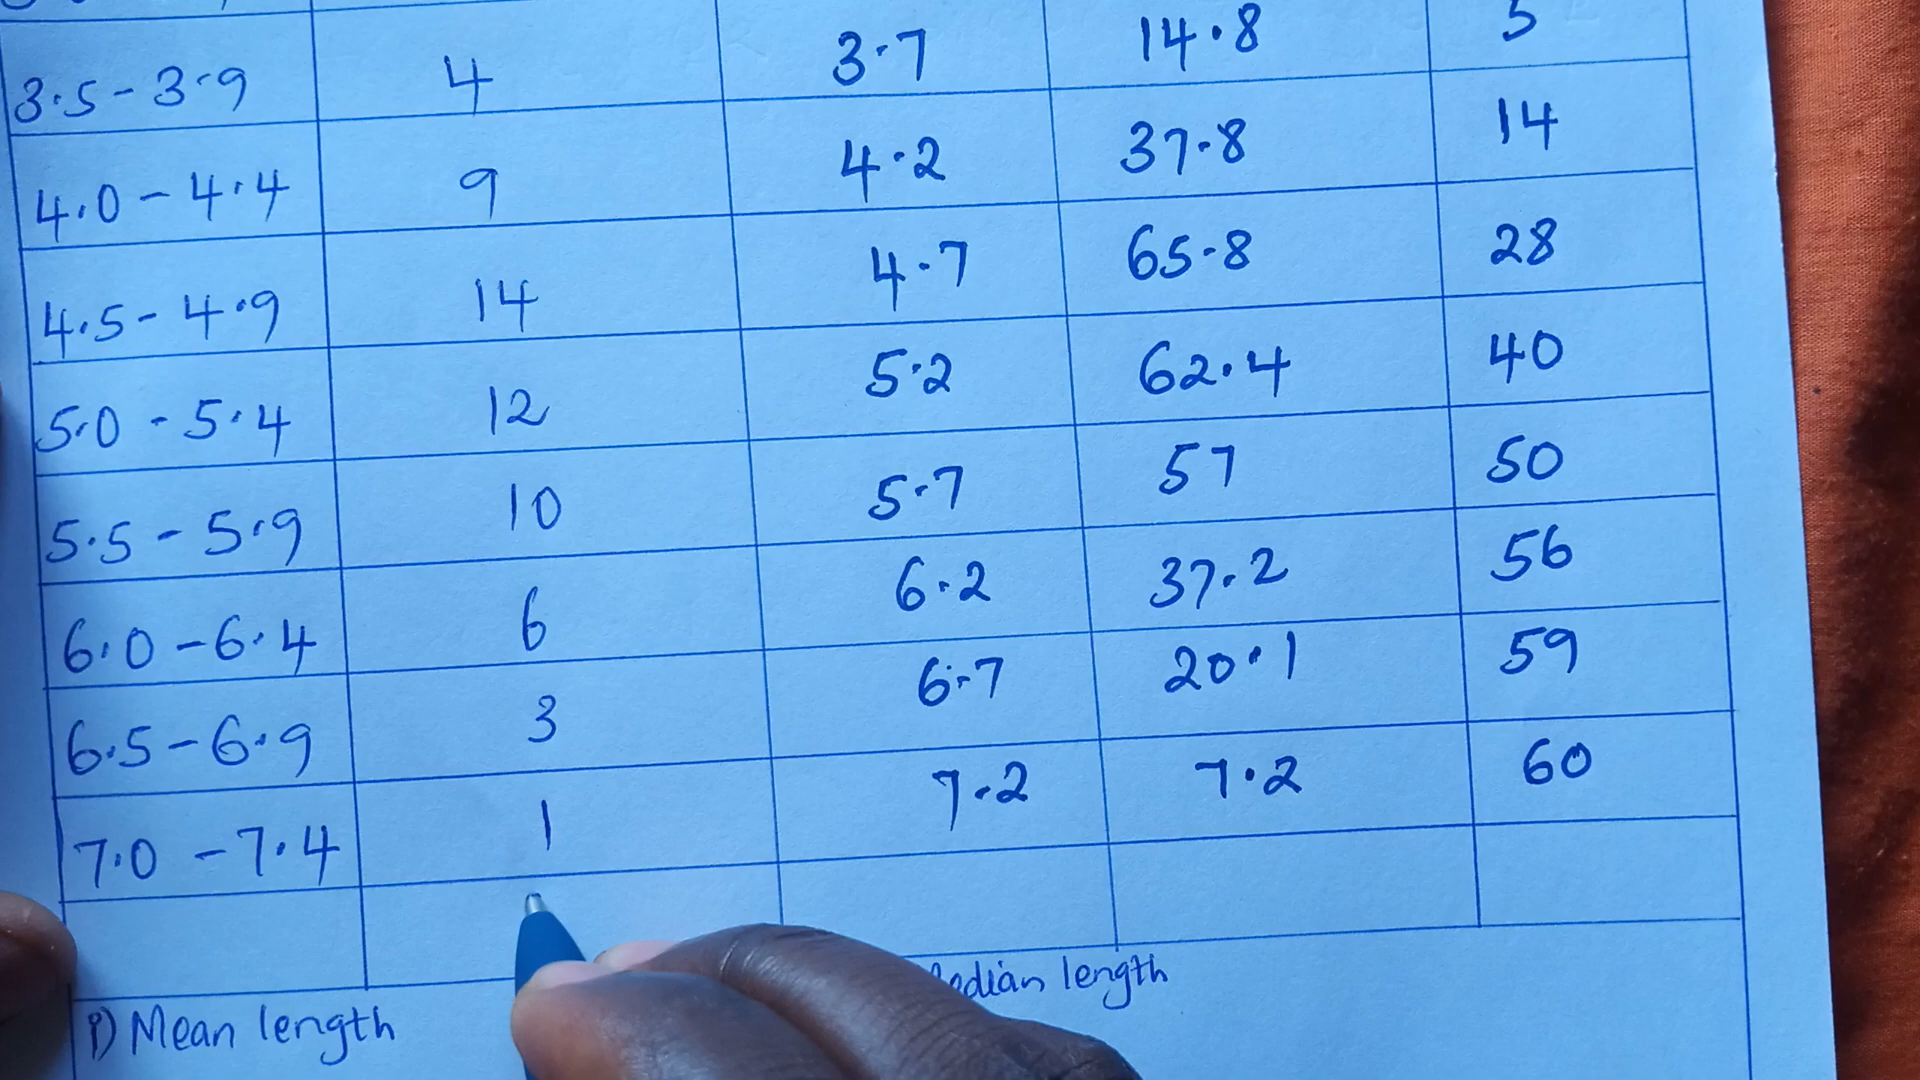 3.5 - 3.9 4 3.7 14.8 5
4.0 - 4.4 9 4.2 37.8 14
4.5 - 4.9 14 4.7 65.8 28
5.0 - 5.4 12 5.2 62.4 40
5.5 - 5.9 10 5.7 57 50
6.0 - 6.4 6 6.2 37.2 56
6.5 - 6.9 3 6.7 20.1 59
7.0 - 7.4 1 7.2 7.2 60
i) Mean length
length